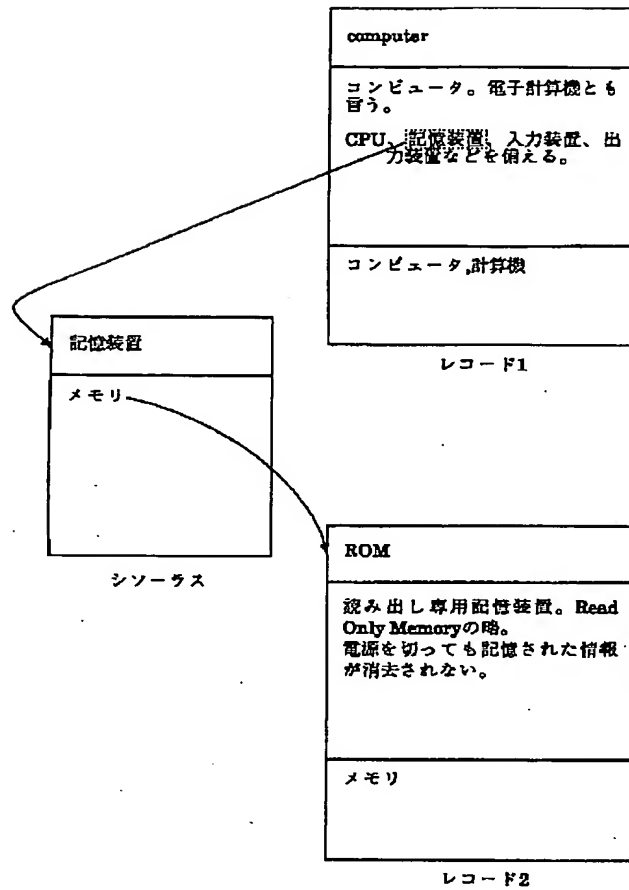 computer
コンピュータ。電子計算機とも
言う。
CPU、記憶装置、入力装置、出
力装置などを備える。
コンピュータ,計算機
レコード1
記憶装置
メモリ
シソーラス
ROM
読み出し専用記憶装置。Read
Only Memoryの略。
電源を切っても記憶された情報
が消去されない。
メモリ
レコード2